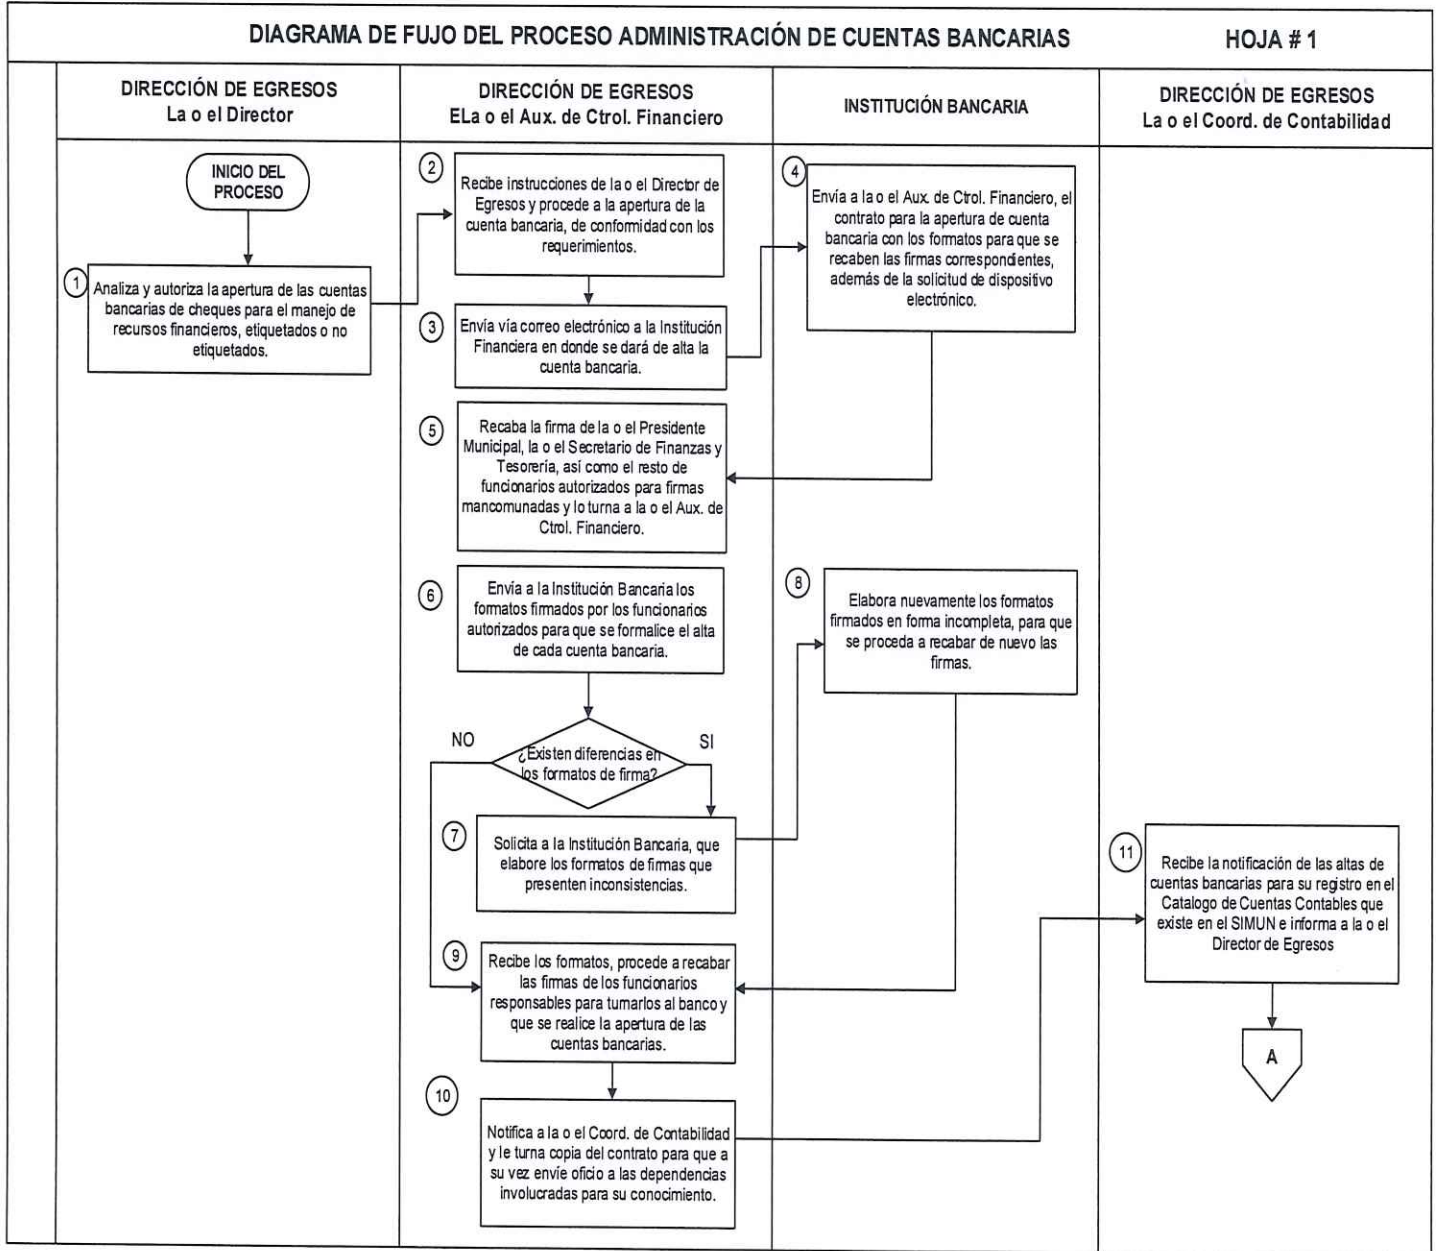 DIAGRAMA DE FUJO DEL PROCESO ADMINISTRACIÓN DE CUENTAS BANCARIAS
HOJA # 1
DIRECCIÓN DE EGRESOS
La o el Director
DIRECCIÓN DE EGRESOS
ELa o el Aux. de Ctrol. Financiero
INSTITUCIÓN BANCARIA
DIRECCIÓN DE EGRESOS
La o el Coord. de Contabilidad
INICIO DEL
PROCESO
1
Analiza y autoriza la apertura de las cuentas
bancarias de cheques para el manejo de
recursos financieros, etiquetados o no
etiquetados.
2
Recibe instrucciones de la o el Director de
Egresos y procede a la apertura de la
cuenta bancaria, de conformidad con los
requerimientos.
3
Envía vía correo electrónico a la Institución
Financiera en donde se dará de alta la
cuenta bancaria.
4
Envía a la o el Aux. de Ctrol. Financiero, el
contrato para la apertura de cuenta
bancaria con los formatos para que se
recaben las firmas correspondientes,
además de la solicitud de dispositivo
electrónico.
5
Recaba la firma de la o el Presidente
Municipal, la o el Secretario de Finanzas y
Tesorería, así como el resto de
funcionarios autorizados para firmas
mancomunadas y lo turna a la o el Aux. de
Ctrol. Financiero.
6
Envía a la Institución Bancaria los
formatos firmados por los funcionarios
autorizados para que se formalice el alta
de cada cuenta bancaria.
NO
¿Existen diferencias en
los formatos de firma?
SI
7
Solicita a la Institución Bancaria, que
elabore los formatos de firmas que
presenten inconsistencias.
8
Elabora nuevamente los formatos
firmados en forma incompleta, para que
se proceda a recabar de nuevo las
firmas.
9
Recibe los formatos, procede a recabar
las firmas de los funcionarios
responsables para turnarlos al banco y
que se realice la apertura de las
cuentas bancarias.
10
Notifica a la o el Coord. de Contabilidad
y le turna copia del contrato para que a
su vez envíe oficio a las dependencias
involucradas para su conocimiento.
11
Recibe la notificación de las altas de
cuentas bancarias para su registro en el
Catalogo de Cuentas Contables que
existe en el SIMUN e informa a la o el
Director de Egresos
A